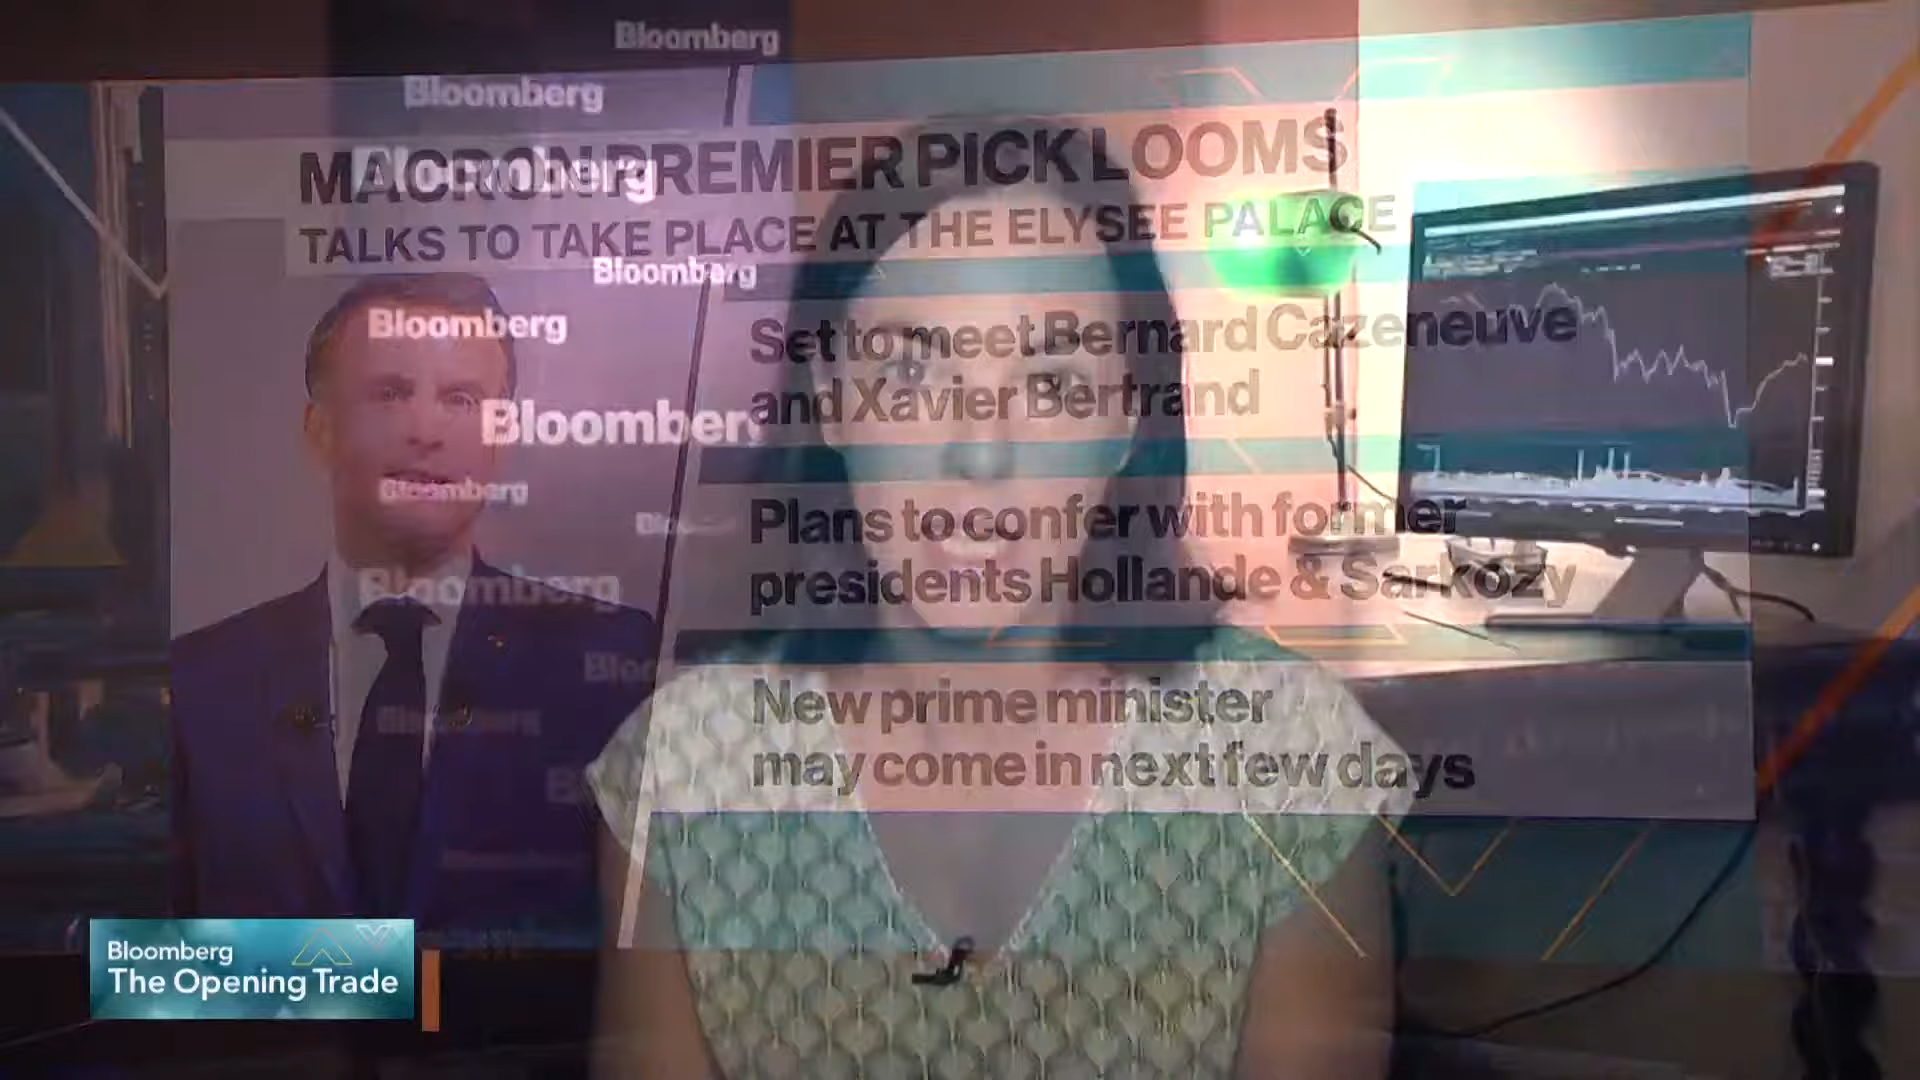 Bloomberg
Bloomberg
Bloomberg
MACRON PREMIER PICK LOOMS
TALKS TO TAKE PLACE AT THE ELYSEE PALACE
Bloomberg
Bloomberg
Set to meet Bernard Cazeneuve
and Xavier Bertrand
Bloomberg
Bloomberg
Plans to confer with former
presidents Hollande & Sarkozy
Bloomberg
New prime minister
may come in next few days
Bloomberg
Bloomberg
The Opening Trade